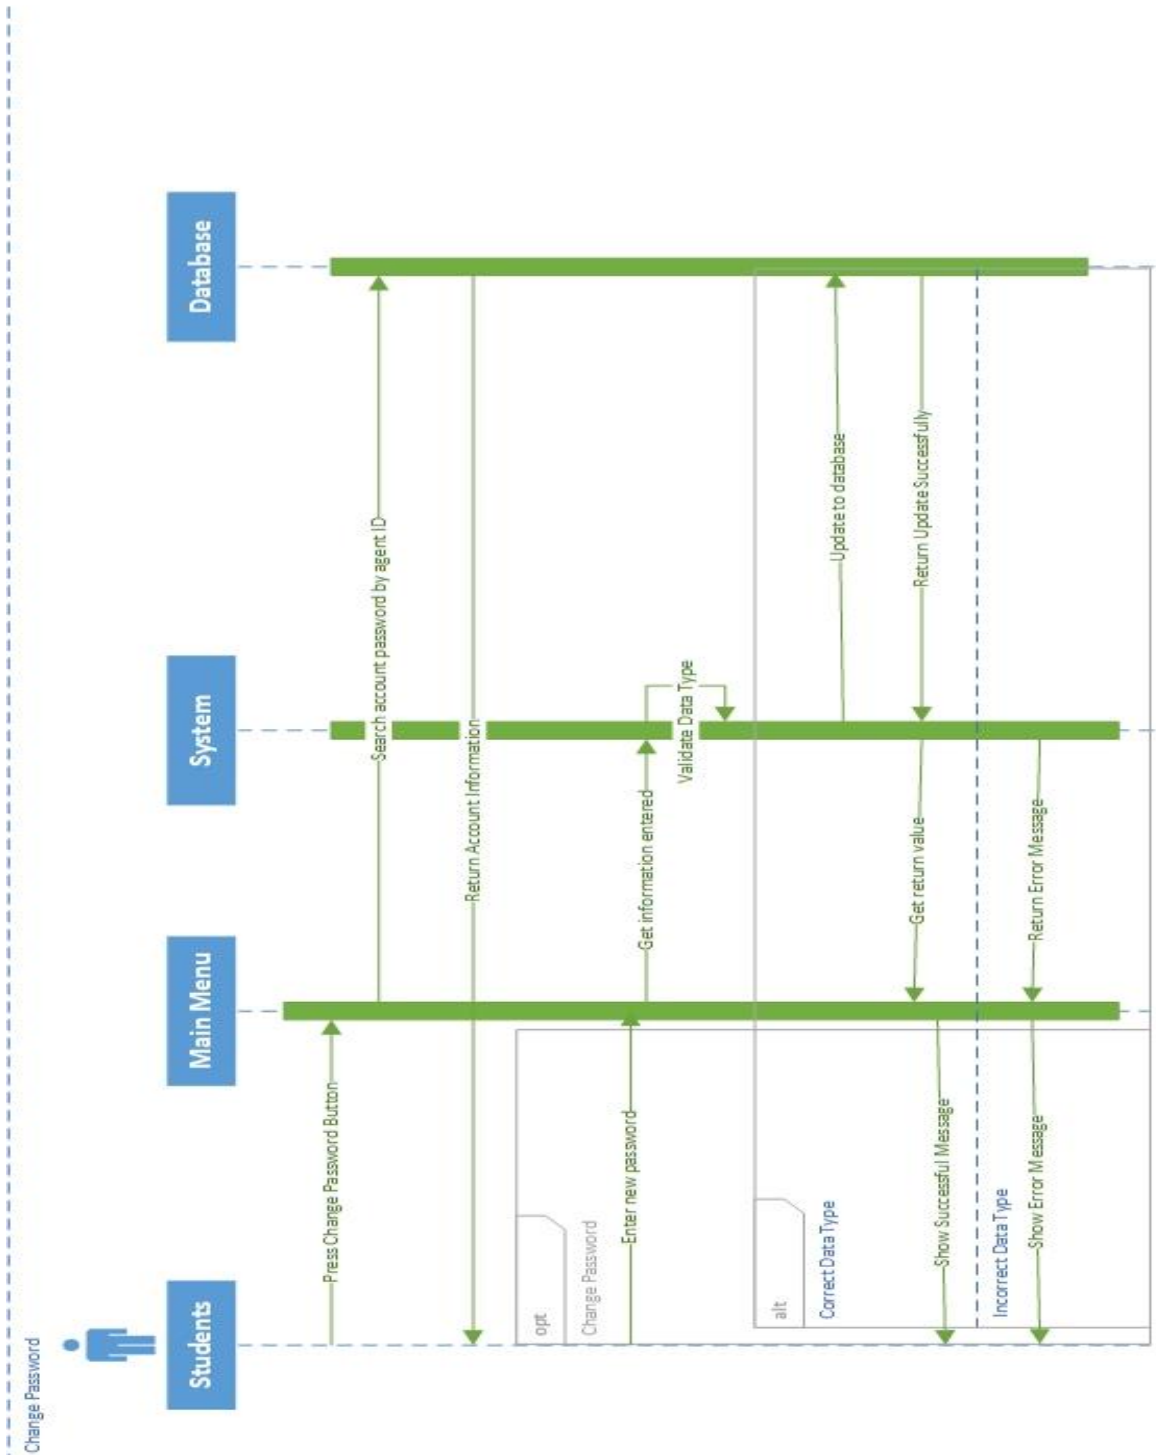 Change Password
Students
Main Menu
System
Database
Press Change Password Button
Search account password by agent ID
Return Account Information
opt
Change Password
Enter new password
Get information entered
Validate Data Type
alt
Correct Data Type
Update to database
Return Update Successfully
Get return value
Show Successful Message
Incorrect Data Type
Return Error Message
Show Error Message